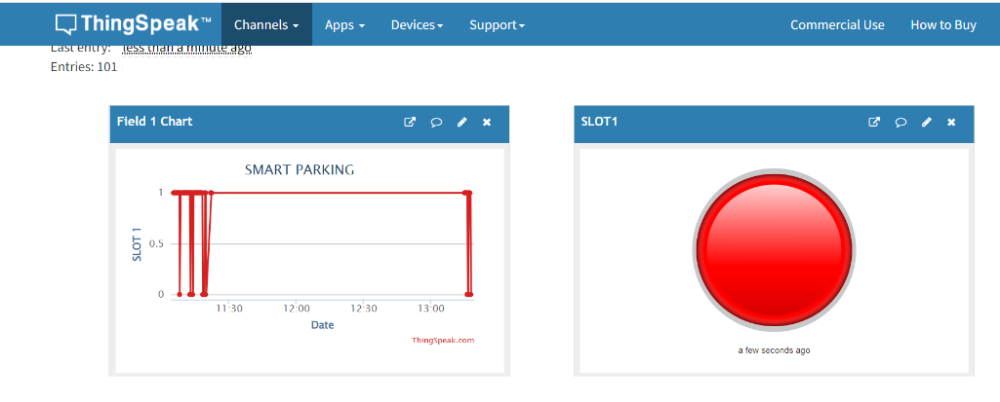 ThingSpeak™ Channels Apps Devices Support Commercial Use How to Buy
Last entry: less than a minute ago
Entries: 101
Field 1 Chart
SMART PARKING
1
0.5
0
SLOT 1
11:30 12:00 12:30 13:00
Date
ThingSpeak.com
SLOT1
a few seconds ago